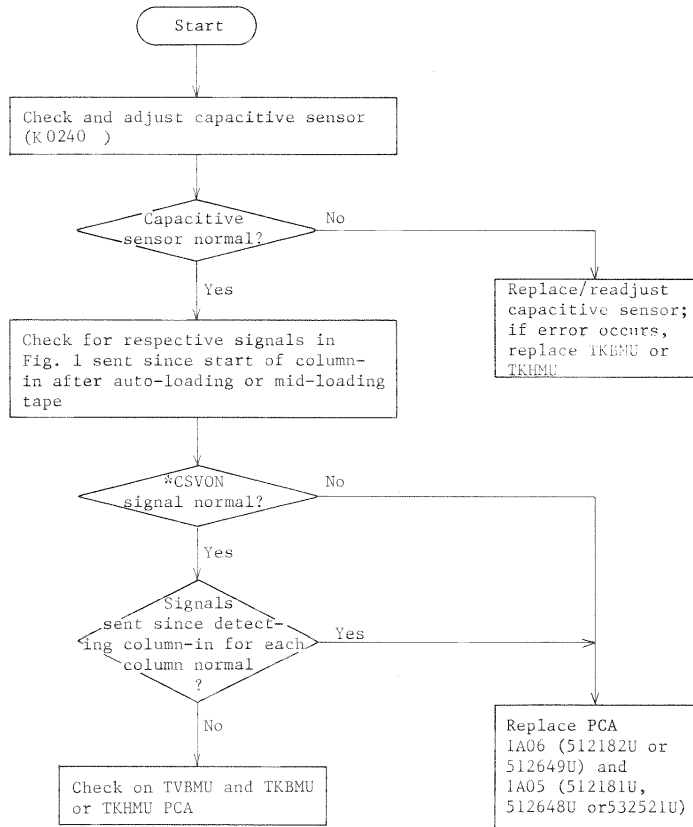 Start
Check and adjust capacitive sensor
(K0240 )
Capacitive
sensor normal?
No
Yes
Replace/readjust
capacitive sensor;
if error occurs,
replace TKBMU or
TKHMU
Check for respective signals in
Fig. 1 sent since start of column-
in after auto-loading or mid-loading
tape
*CSVON
signal normal?
No
Yes
Signals
sent since detect-
ing column-in for each
column normal
?
Yes
No
Replace PCA
1A06 (512182U or
512649U) and
1A05 (512181U,
512648U or532521U)
Check on TVBMU and TKBMU
or TKHMU PCA